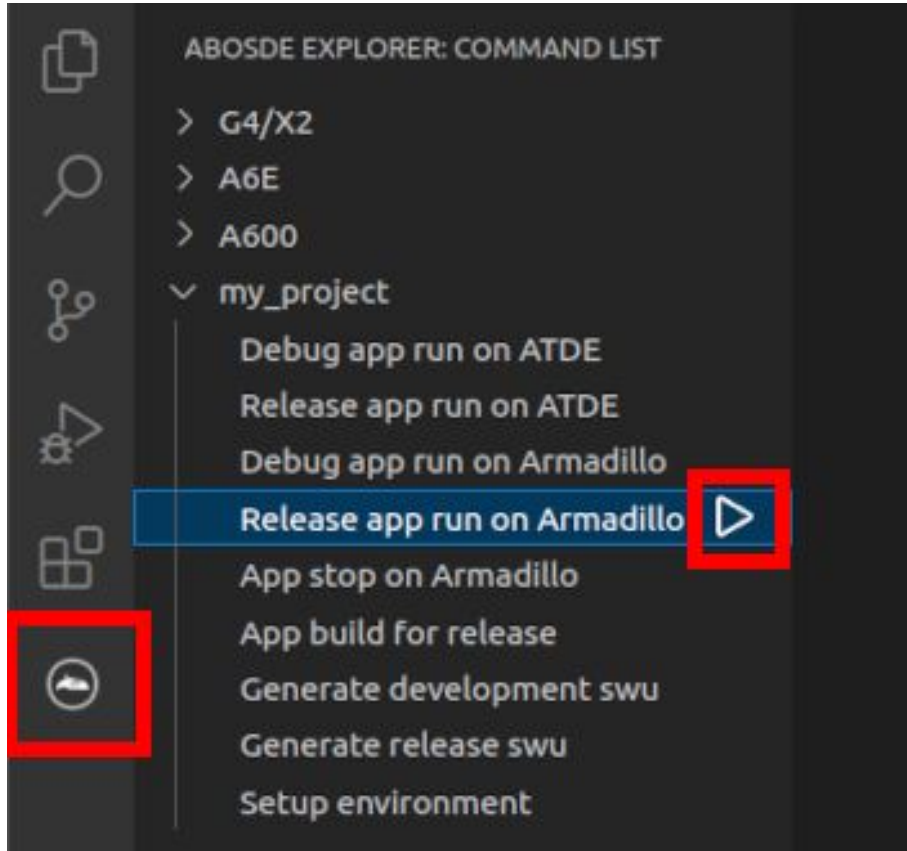 ABOSDE EXPLORER: COMMAND LIST
G4/X2
A6E
A600
my_project
Debug app run on ATDE
Release app run on ATDE
Debug app run on Armadillo
Release app run on Armadillo
App stop on Armadillo
App build for release
Generate development swu
Generate release swu
Setup environment